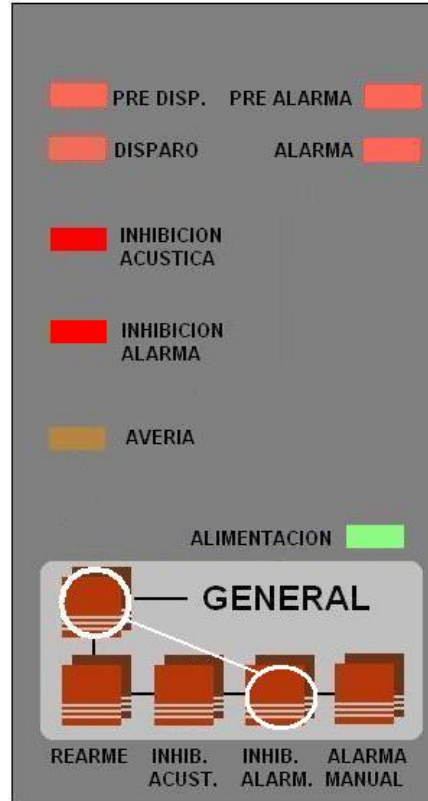 PRE DISP. PRE ALARMA
DISPARO ALARMA
INHIBICION
ACUSTICA
INHIBICION
ALARMA
AVERIA
ALIMENTACION
GENERAL
REARME INHIB. INHIB. ALARMA
ACUST. ALARM. MANUAL